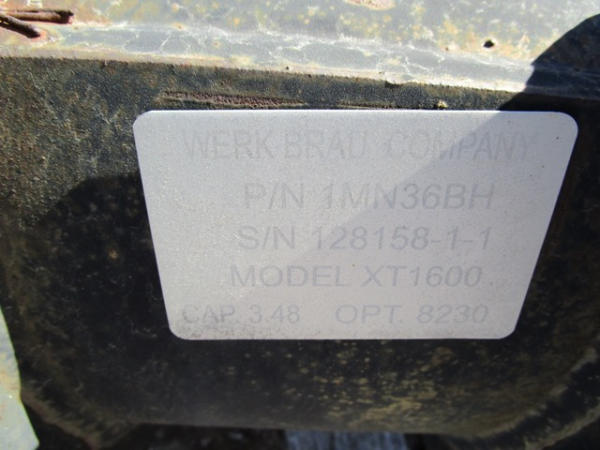 WERK BRAU COMPANY
P/N 1MN36BH
S/N 128158-1-1
MODEL XT1600
CAP. 3.48 OPT. 8230